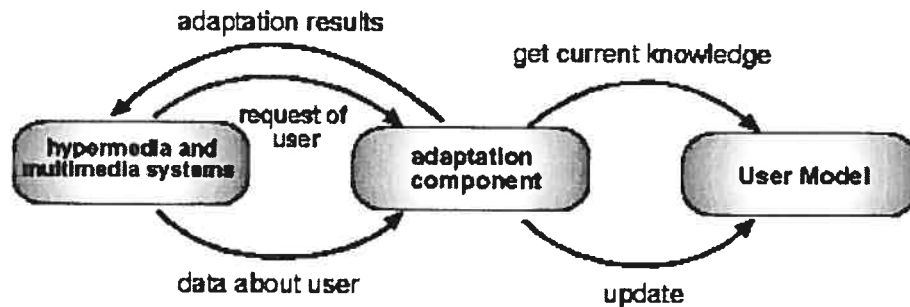 adaptation results
get current knowledge
request of
user
hypermedia and
multimedia systems
adaptation
component
User Model
data about user
update